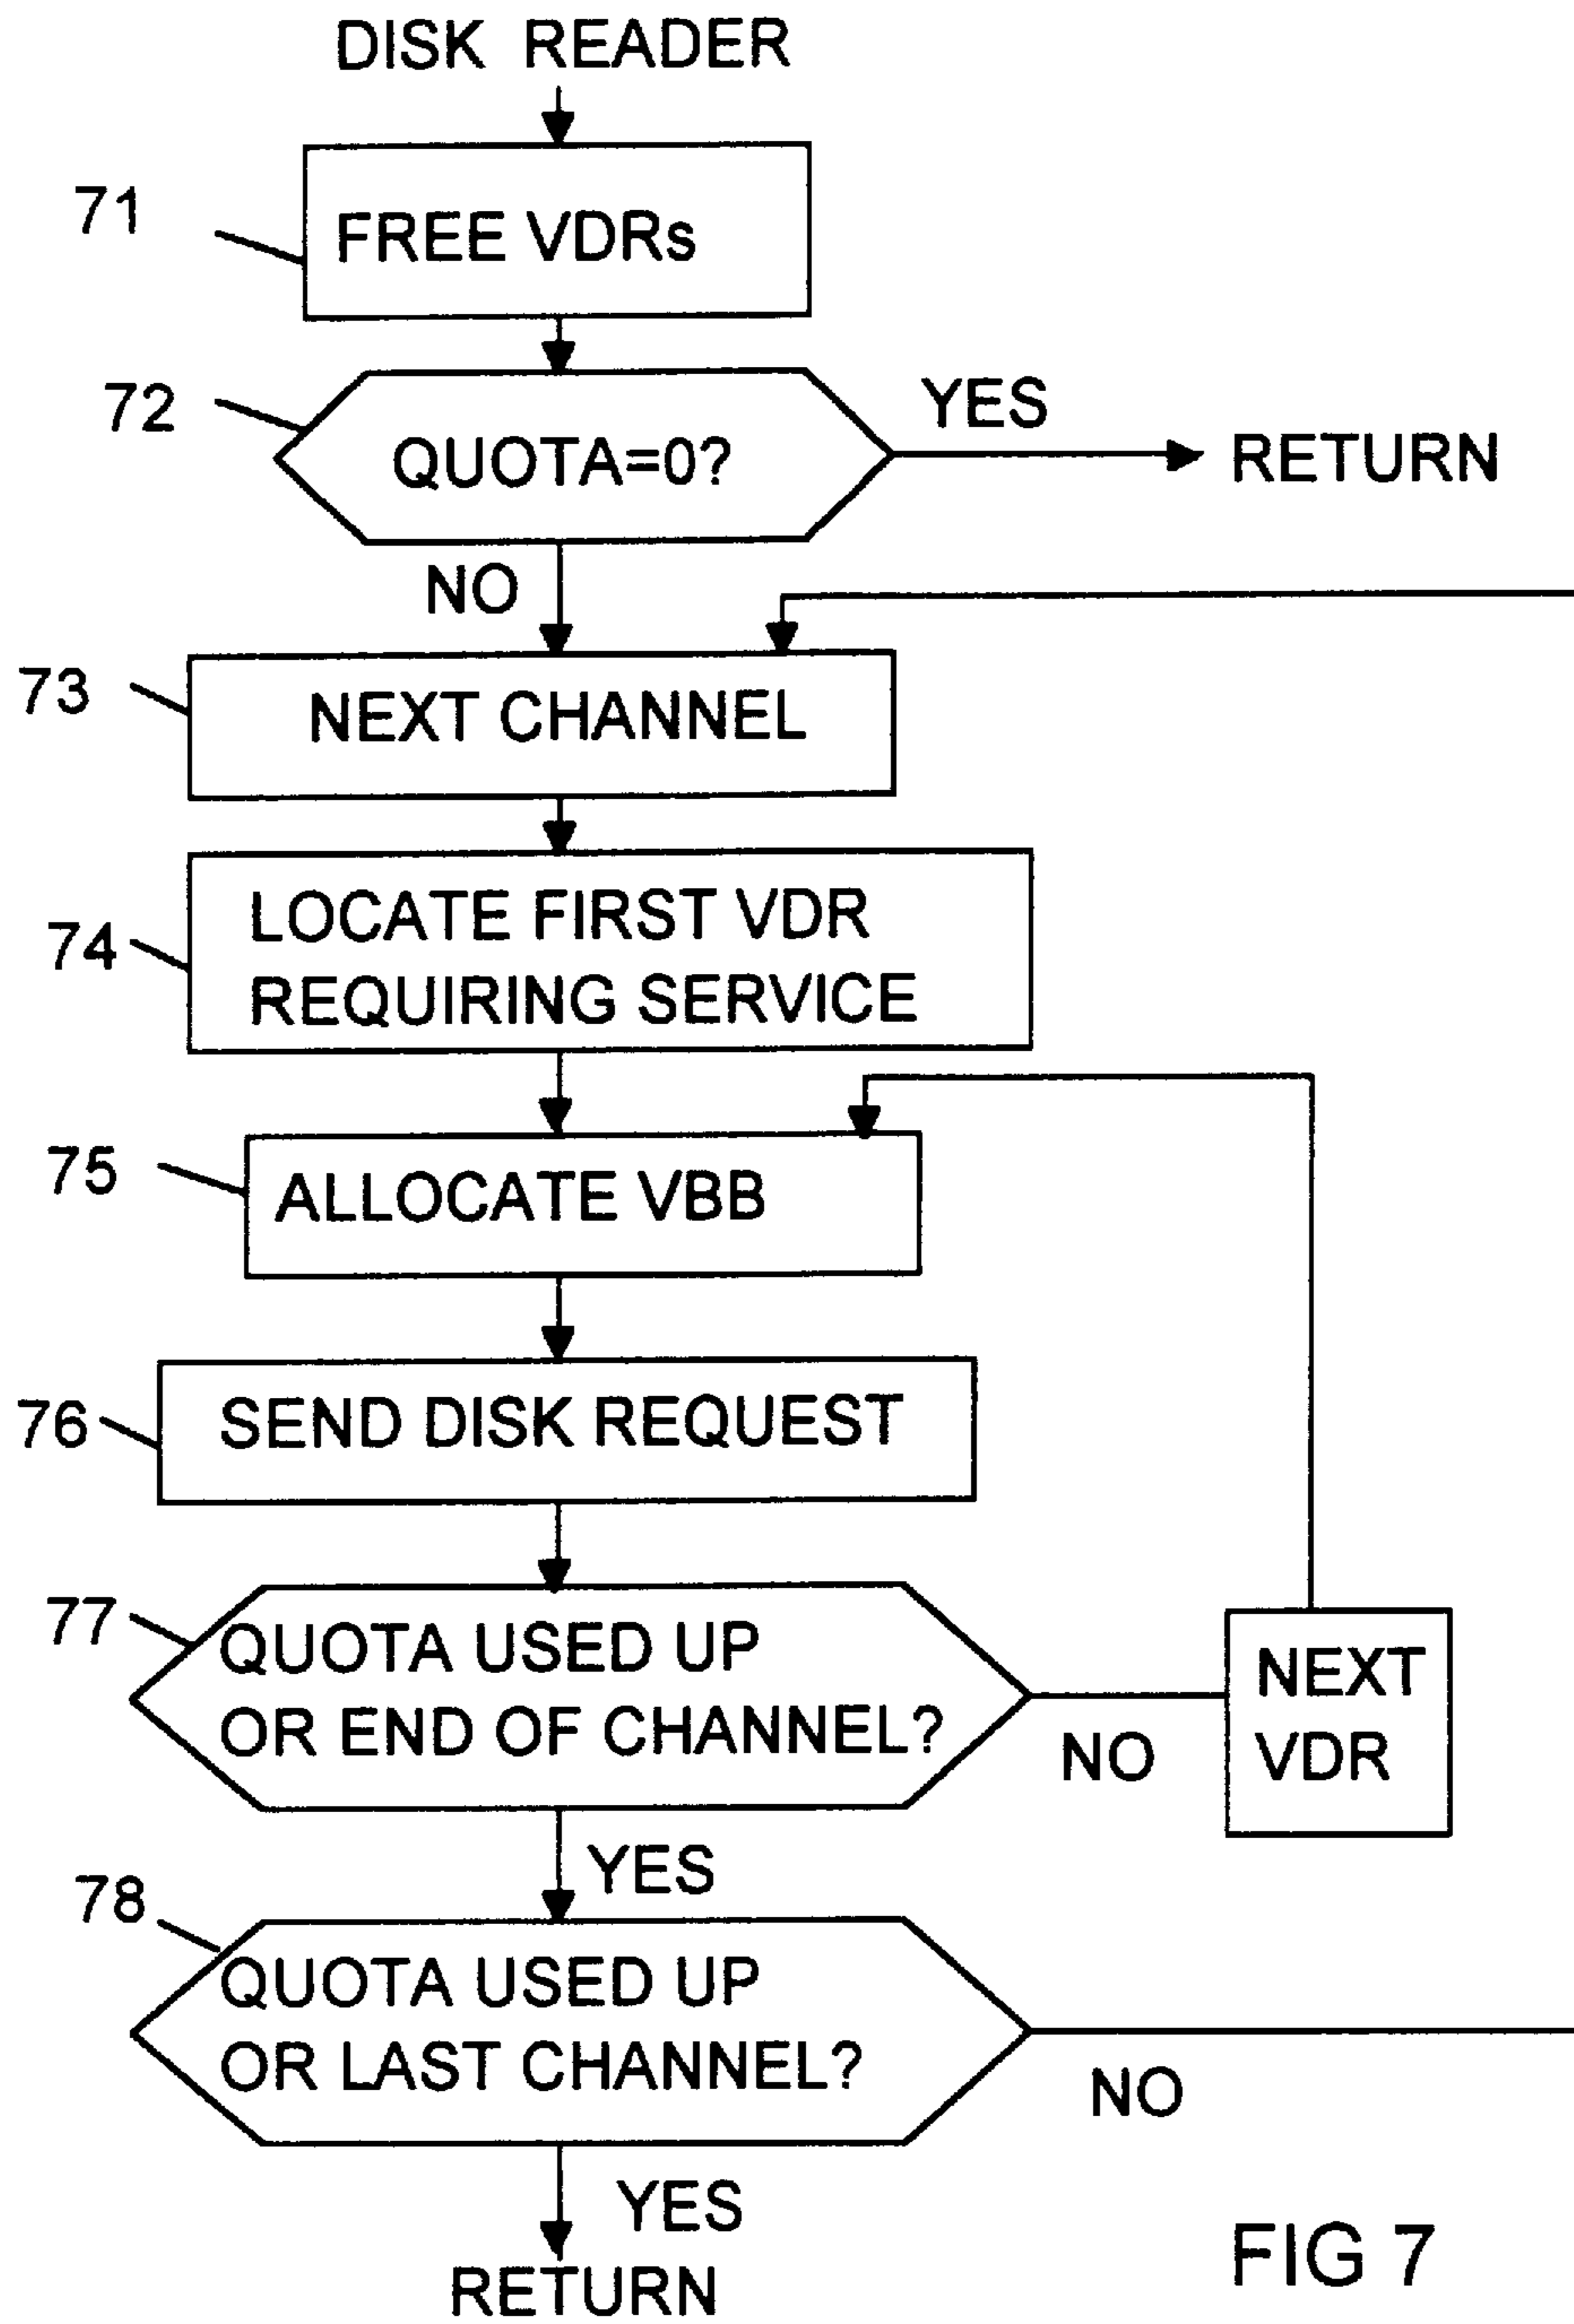 DISK READER
71
FREE VDRs
72
QUOTA=0?
YES
RETURN
NO
73
NEXT CHANNEL
74
LOCATE FIRST VDR
REQUIRING SERVICE
75
ALLOCATE VBB
76
SEND DISK REQUEST
77
QUOTA USED UP
OR END OF CHANNEL?
NO
NEXT
VDR
YES
78
QUOTA USED UP
OR LAST CHANNEL?
NO
YES
RETURN
FIG 7